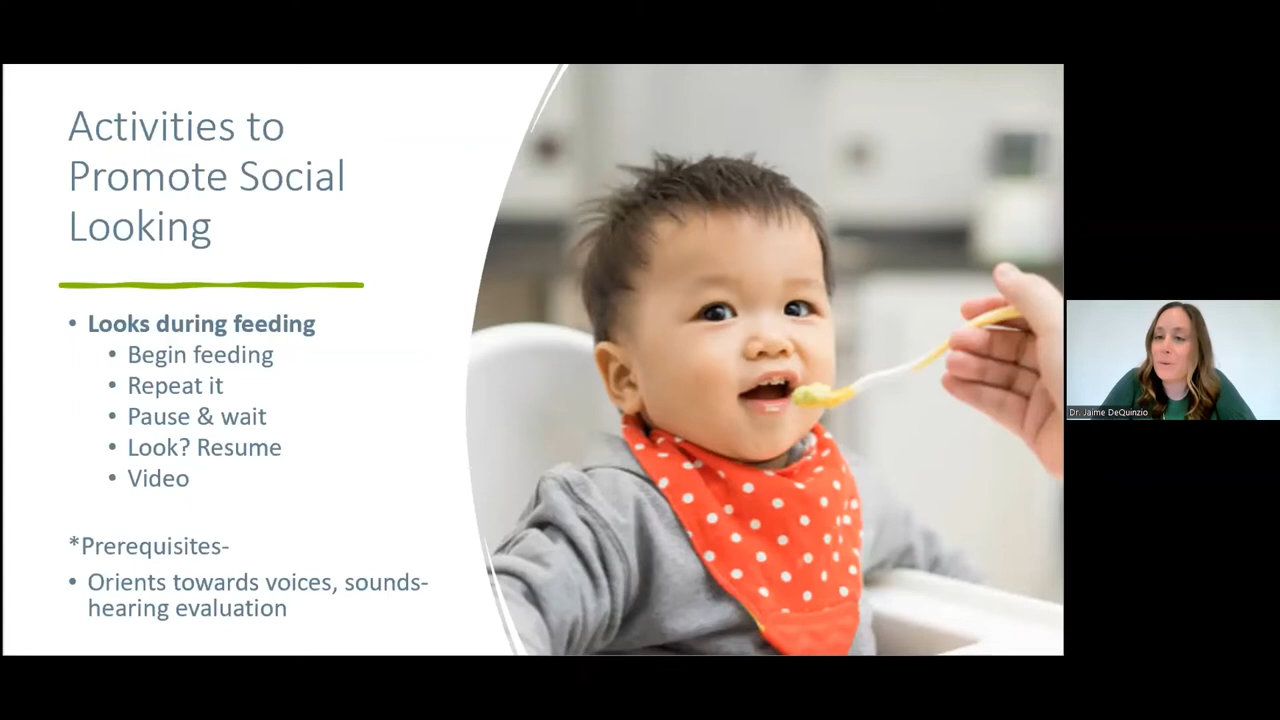 Activities to
Promote Social
Looking
• Looks during feeding
• Begin feeding
• Repeat it
• Pause & wait
• Look? Resume
• Video
*Prerequisites-
• Orients towards voices, sounds-
hearing evaluation
Dr. Jaime DeQuinzio